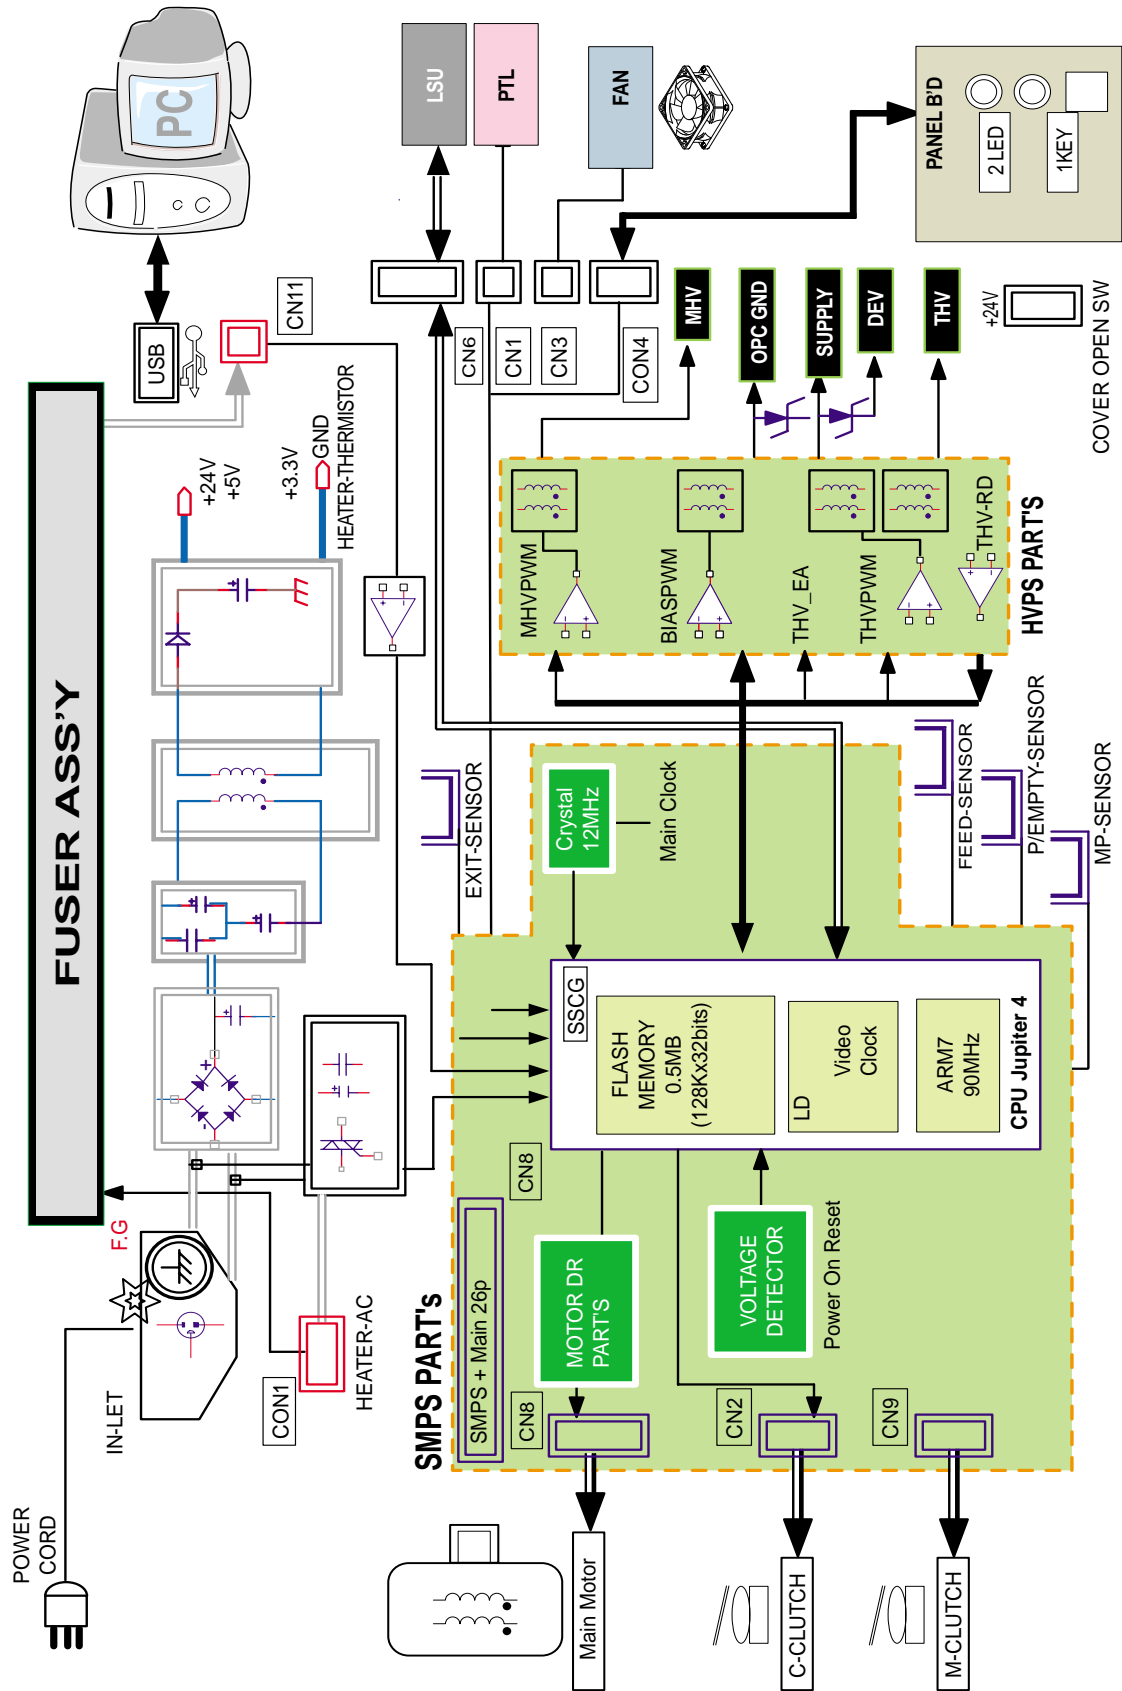 POWER
CORD
IN-LET
F.G
CON1
HEATER-AC
FUSER ASS'Y
+24V
+5V
+3.3V
GND
HEATER-THERMISTOR
PC
USB
CN11
SMPS PART's
SMPS + Main 26p
CN8
CN8
MOTOR DR
PART'S
Main Motor
CN2
C-CLUTCH
CN9
M-CLUTCH
VOLTAGE
DETECTOR
Power On Reset
SSCG
FLASH
MEMORY
0.5MB
(128Kx32bits)
LD
Video
Clock
ARM7
90MHz
CPU Jupiter 4
Crystal
12MHz
Main Clock
EXIT-SENSOR
FEED-SENSOR
P/EMPTY-SENSOR
MP-SENSOR
MHVPWM
BIASPWM
THV_EA
THVPWM
THV-RD
HVPS PART'S
MHV
OPC GND
SUPPLY
DEV
THV
+24V
COVER OPEN SW
CN6
CN1
CN3
CON4
LSU
PTL
FAN
PANEL B'D
2 LED
1KEY